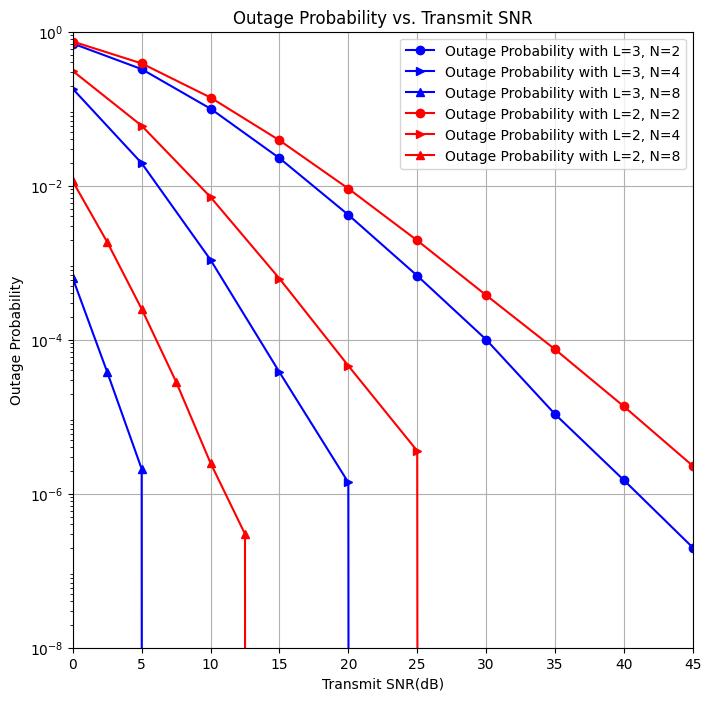 Outage Probability vs. Transmit SNR
Outage Probability with L=3, N=2
Outage Probability with L=3, N=4
Outage Probability with L=3, N=8
Outage Probability with L=2, N=2
Outage Probability with L=2, N=4
Outage Probability with L=2, N=8
Outage Probability
10⁰
10⁻²
10⁻⁴
10⁻⁶
10⁻⁸
0 5 10 15 20 25 30 35 40 45
Transmit SNR(dB)